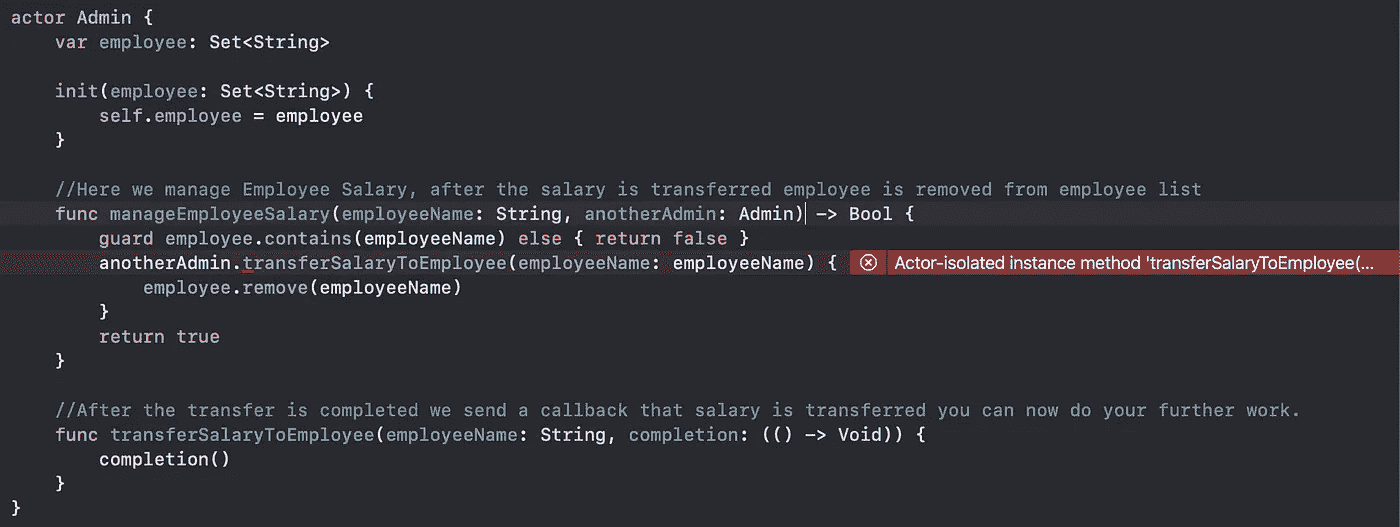 actor Admin {
    var employee: Set<String>
    init(employee: Set<String>) {
        self.employee = employee
    }
    //Here we manage Employee Salary, after the salary is transferred employee is removed from employee list
    func manageEmployeeSalary(employeeName: String, anotherAdmin: Admin) -> Bool {
        guard employee.contains(employeeName) else { return false }
        anotherAdmin.transferSalaryToEmployee(employeeName: employeeName) { Actor-isolated instance method 'transferSalaryToEmployee(...
            employee.remove(employeeName)
        }
        return true
    }
    //After the transfer is completed we send a callback that salary is transferred you can now do your further work.
    func transferSalaryToEmployee(employeeName: String, completion: (() -> Void)) {
        completion()
    }
}